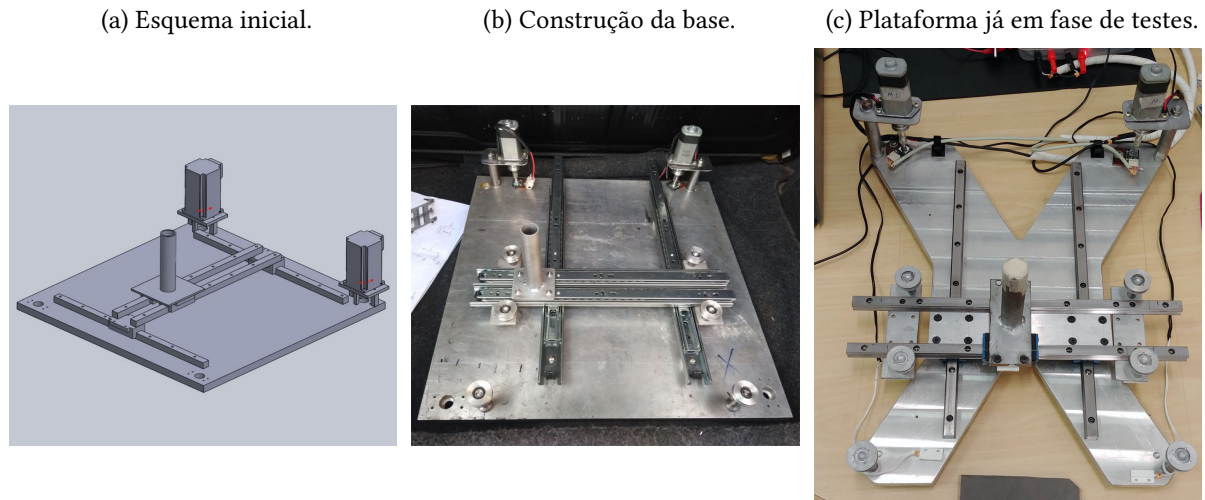 (a) Esquema inicial.
(b) Construção da base.
(c) Plataforma já em fase de testes.